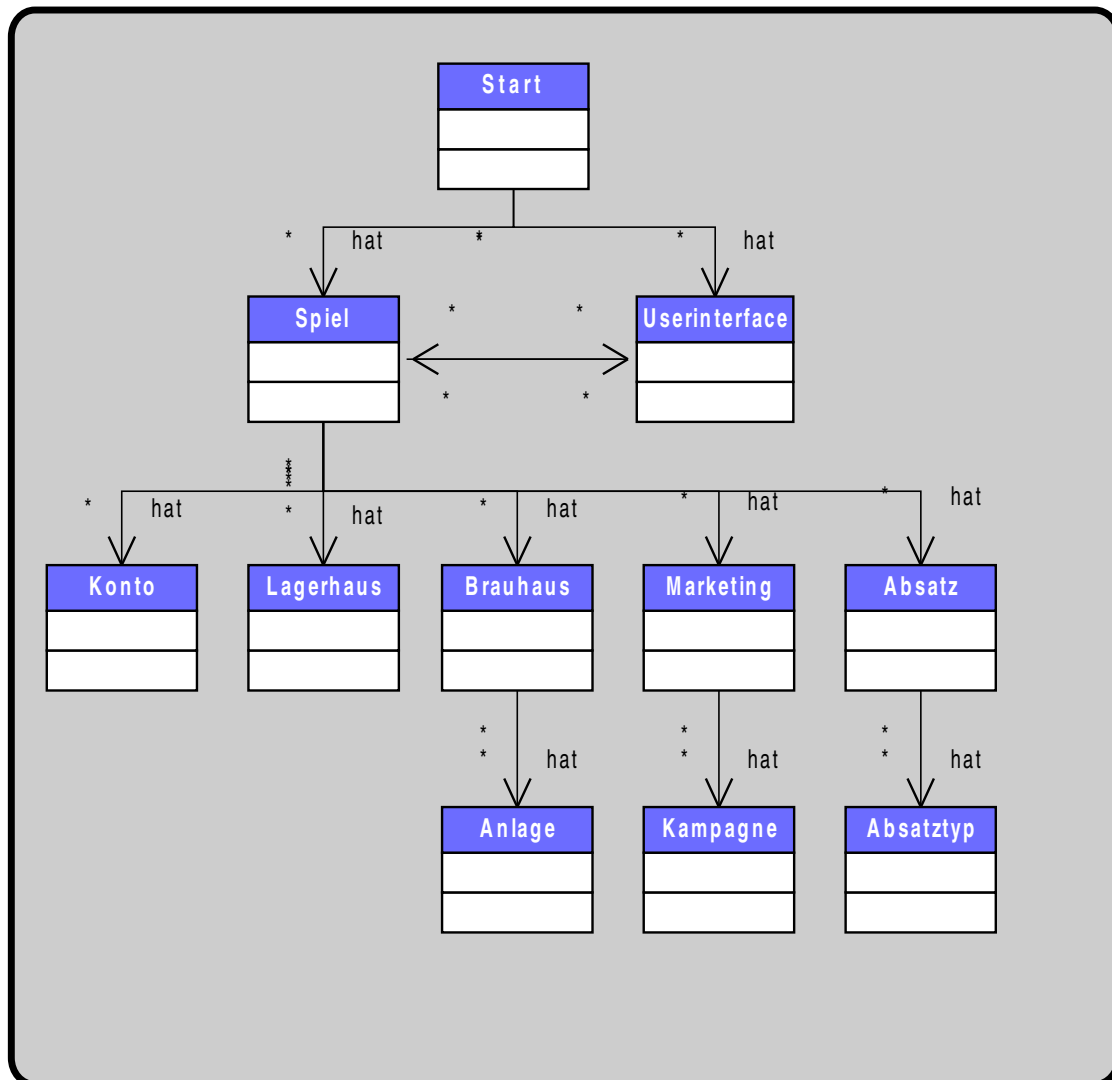 Start
* hat * * * hat
Spiel
Userinterface
* *
* *
*
*
*
*
* hat * hat * hat * hat * hat
Konto
Lagerhaus
Brauhaus
Marketing
Absatz
* * *
* hat * hat * hat
Anlage
Kampagne
Absatztyp